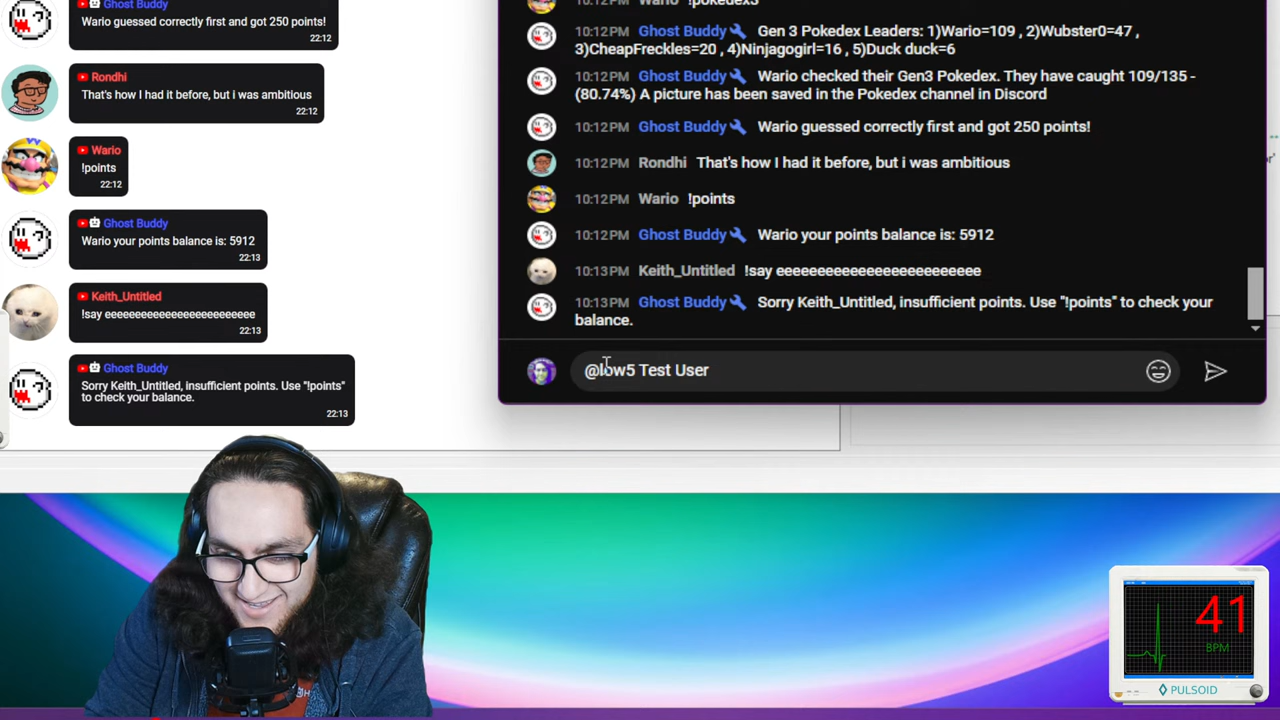 Ghost Buddy
Wario guessed correctly first and got 250 points!
22:12
Rondhi
That's how I had it before, but i was ambitious
22:12
Wario
!points
22:12
Ghost Buddy
Wario your points balance is: 5912
22:13
Keith_Untitled
!say eeeeeeeeeeeeeeeeeeeeeeeee
22:13
Ghost Buddy
Sorry Keith_Untitled, insufficient points. Use "!points"
to check your balance.
22:13
Wario !pokedex3
10:12PM Ghost Buddy Gen 3 Pokedex Leaders: 1)Wario=109 , 2)Wubster0=47 ,
3)CheapFreckles=20 , 4)Ninjagogirl=16 , 5)Duck duck=6
10:12PM Ghost Buddy Wario checked their Gen3 Pokedex. They have caught 109/135 -
(80.74%) A picture has been saved in the Pokedex channel in Discord
10:12PM Ghost Buddy Wario guessed correctly first and got 250 points!
10:12PM Rondhi That's how I had it before, but i was ambitious
10:12PM Wario !points
10:12PM Ghost Buddy Wario your points balance is: 5912
10:13PM Keith_Untitled !say eeeeeeeeeeeeeeeeeeeeeeeee
10:13PM Ghost Buddy Sorry Keith_Untitled, insufficient points. Use "!points" to check your
balance.
@low5 Test User
41
BPM
PULSOID